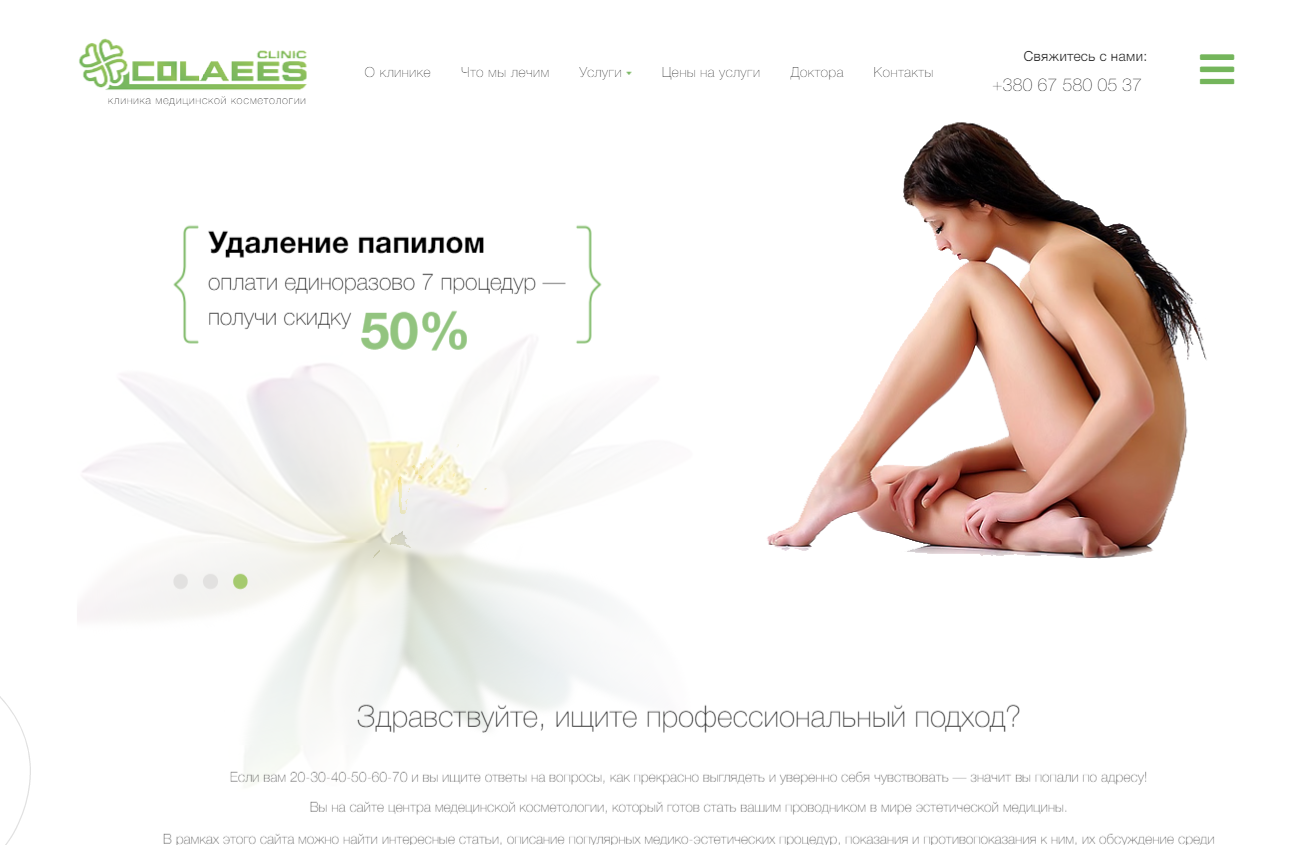 CLINIC
COLAEES
клиника медицинской косметологии
О клинике Что мы лечим Услуги Цены на услуги Доктора Контакты
Свяжитесь с нами:
+380 67 580 05 37
Удаление папилом
оплати единоразово 7 процедур —
получи скидку 50%
Здравствуйте, ищите профессиональный подход?
Если вам 20-30-40-50-60-70 и вы ищите ответы на вопросы, как прекрасно выглядеть и уверенно себя чувствовать — значит вы попали по адресу!
Вы на сайте центра медецинской косметологии, который готов стать вашим проводником в мире эстетической медицины.
В рамках этого сайта можно найти интересные статьи, описание популярных медико-эстетических процедур, показания и противопоказания к ним, их обсуждение среди